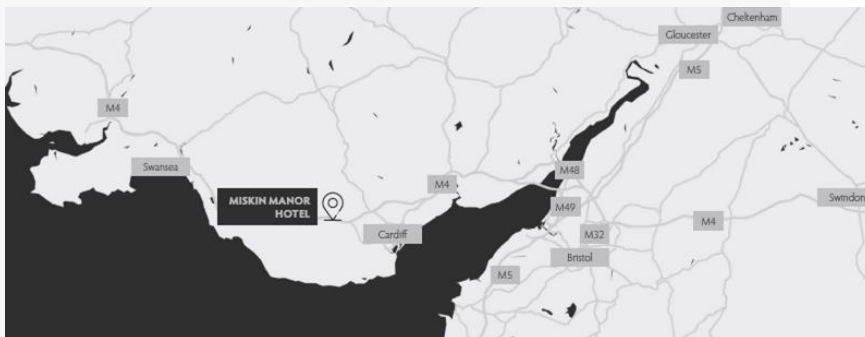 Cheltenham
Gloucester
M5
M4
Swansea
M48
M4
MISKIN MANOR
HOTEL
Swindon
M49
M4
Cardiff
M32
Bristol
M5